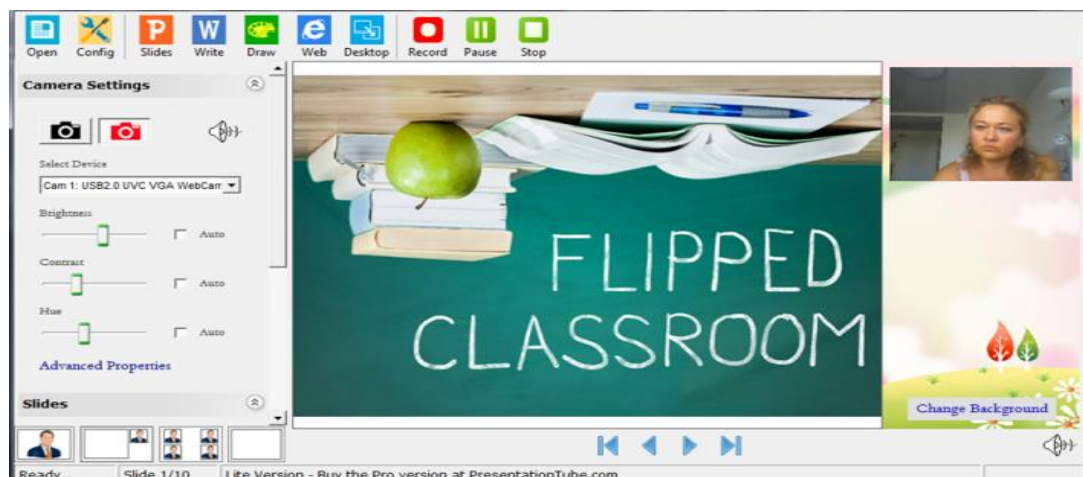 Open Config Slides Write Draw Web Desktop Record Pause Stop
Camera Settings
Select Device
Cam 1: USB2.0 UVC VGA WebCam
Brightness
Auto
Contrast
Auto
Hue
Auto
Advanced Properties
Slides
FLIPPED
CLASSROOM
Change Background
Ready... Slide 1/10 Lite Version - Buy the Pro version at PresentationTube.com